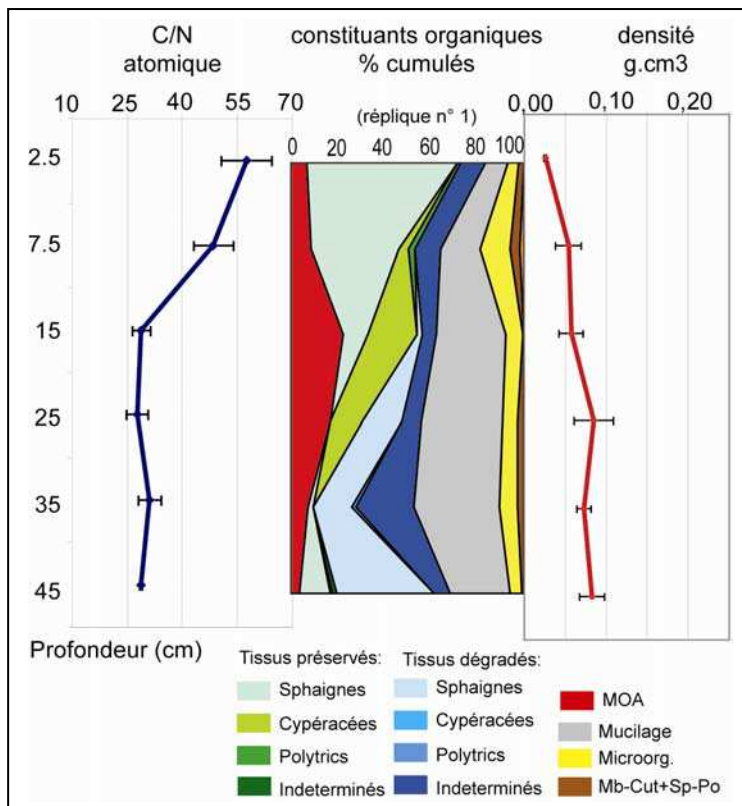 C/N
atomique
constituants organiques
% cumulés
densité
g.cm3
10 25 40 55 70
(réplique n° 1)
0 20 40 60 80 100
0,00 0,10 0,20
2.5
7.5
15
25
35
45
Profondeur (cm)
Tissus préservés:
Sphaignes
Cypéracées
Polytrics
Indeterminés
Tissus dégradés:
Sphaignes
Cypéracées
Polytrics
Indeterminés
MOA
Mucilage
Microorg.
Mb-Cut+Sp-Po